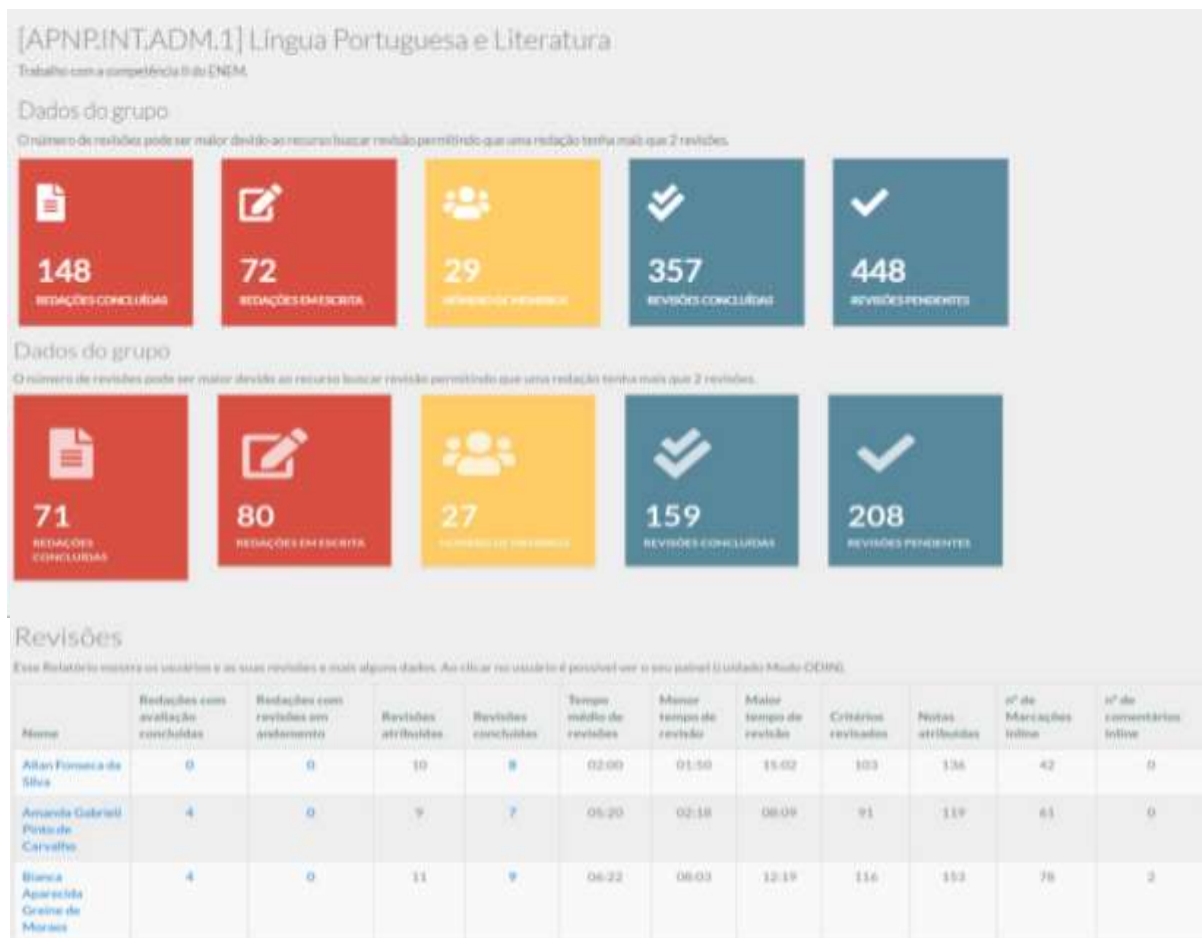 [APNP.INT.ADM.1] Língua Portuguesa e Literatura
Trabalho com a competência II do ENEM.
Dados do grupo
O número de revisões pode ser maior devido ao recurso buscar revisão permitindo que uma redação tenha mais que 2 revisões.
148 72 29 357 448
REDAÇÕES CONCLUÍDAS REDAÇÕES EM ESCRITA NÚMERO DE MEMBROS REVISÕES CONCLUÍDAS REVISÕES PENDENTES
Dados do grupo
O número de revisões pode ser maior devido ao recurso buscar revisão permitindo que uma redação tenha mais que 2 revisões.
71 80 27 159 208
REDAÇÕES CONCLUÍDAS REDAÇÕES EM ESCRITA NÚMERO DE MEMBROS REVISÕES CONCLUÍDAS REVISÕES PENDENTES
Revisões
Esse Relatório mostra os usuários e as suas revisões e mais alguns dados. Ao clicar no usuário é possível ver o seu painel (cuidado Modo ODIN).
Nome Redações com avaliação concluídas Redações com revisões em andamento Revisões atribuídas Revisões concluídas Tempo médio de revisões Menor tempo de revisão Maior tempo de revisão Critérios revisados Notas atribuídas nº de Marcações Inline nº de comentários Inline
Allan Fonseca da Silva 0 0 10 8 02:00 01:50 15:02 103 136 42 0
Amanda Gabrieli Pinto de Carvalho 4 0 9 7 05:20 02:18 08:09 91 119 61 0
Bianca Aparecida de Moraes 4 0 11 9 06:22 12:19 116 153 78 2